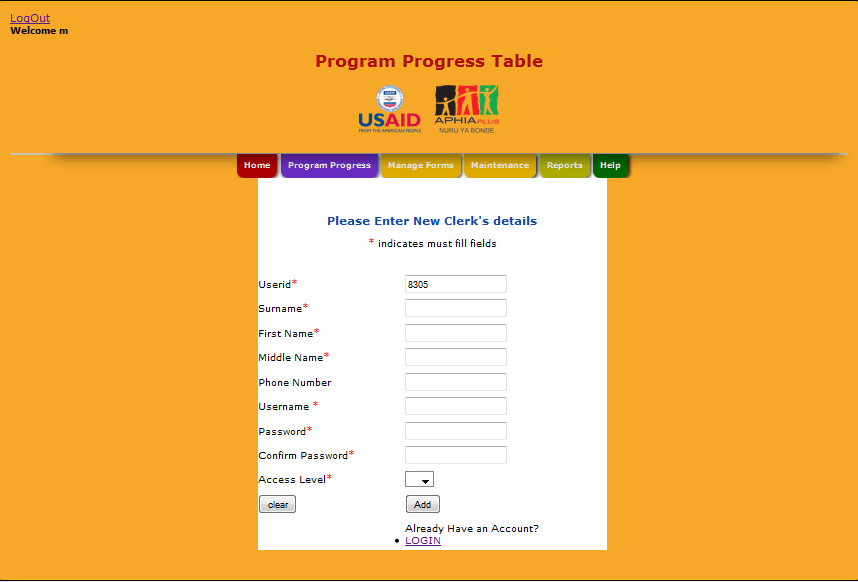 LogOut
Welcome m
Program Progress Table
USAID
FROM THE AMERICAN PEOPLE
APHIAPLUS
NURU YA BONDE
Home Program Progress Manage Forms Maintenance Reports Help
Please Enter New Clerk's details
* indicates must fill fields
Userid* 8305
Surname*
First Name*
Middle Name*
Phone Number
Username *
Password*
Confirm Password*
Access Level*
clear Add
Already Have an Account?
• LOGIN